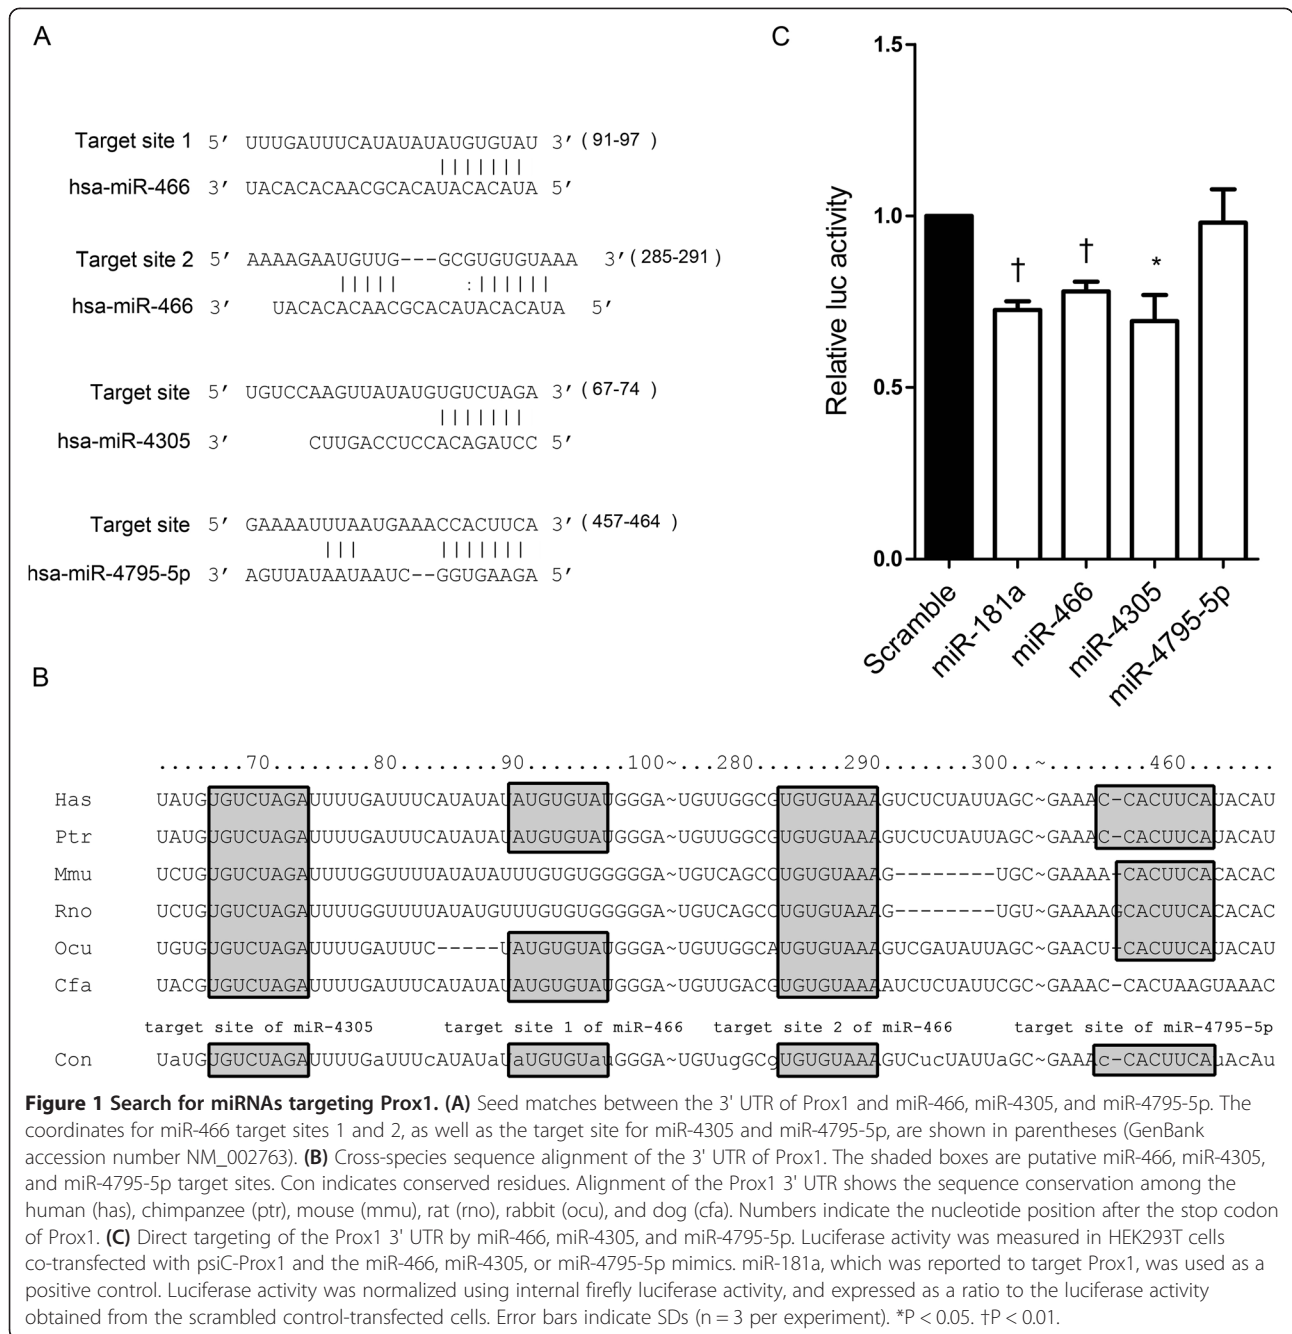 A
Target site 1 5′ UUUGAUUUCAUAUAUAUGUGUAU 3′ ( 91-97 )
| | | | | | |
hsa-miR-466 3′ UACACACAACGCACAUACACAUA 5′
Target site 2 5′ AAAAGAAUGUUG---GCGUGUGUAAA 3′ ( 285-291 )
| | | | | : | | | | | |
hsa-miR-466 3′ UACACACAACGCACAUACACAUA 5′
Target site 5′ UGUCCAAGUUAUAUGUGUCUAGA 3′ ( 67-74 )
| | | | | | |
hsa-miR-4305 3′ CUUGACCUCCACAGAUCC 5′
Target site 5′ GAAAAUUUAAUGAAACCACUUCA 3′ ( 457-464 )
| | | | | | | | | |
hsa-miR-4795-5p 3′ AGUUAUAAUAAUC--GGUGAAGA 5′
C
Relative luc activity
1.5
1.0
0.5
0.0
† † *
Scramble
miR-181a
miR-466
miR-4305
miR-4795-5p
B
.......70........80........90........100~...280.......290.......300..~.......460.......
Has UAUGUGUCUAGAUUUUGAUUUCAUAUAUAUGUGUAUGGGA~UGUUGGCGUGUGUAAAGUCUCUAUUAGC~GAAAC-CACUUCAUACAU
Ptr UAUGUGUCUAGAUUUUGAUUUCAUAUAUAUGUGUAUGGGA~UGUUGGCGUGUGUAAAGUCUCUAUUAGC~GAAAC-CACUUCAUACAU
Mmu UCUGUGUCUAGAUUUUGGUUUUAUAUAUUUGUGUGGGGGA~UGUCAGCCUGUGUAAAG--------UGC~GAAAA-CACUUCACACAC
Rno UCUGUGUCUAGAUUUUGGUUUUAUAUGUUUGUGUGGGGGA~UGUCAGCCUGUGUAAAG--------UGU~GAAAAGCACUUCACACAC
Ocu UGUGUGUCUAGAUUUUGAUUUC-----UAUGUGUAUGGGA~UGUUGGCAUGUGUAAAGUCGAUAUUAGC~GAACU-CACUUCAUACAU
Cfa UACGUGUCUAGAUUUUGAUUUCAUAUAUAUGUGUAUGGGA~UGUUGACGUGUGUAAAAUCUCUAUUCGC~GAAAC-CACUAAGUAAAC
target site of miR-4305 target site 1 of miR-466 target site 2 of miR-466 target site of miR-4795-5p
Con UaUGUGUCUAGAUUUUGaUUUcAUAUaUaUGUGUauGGGA~UGUugGCgUGUGUAAAGUCucUAUUaGC~GAAAc-CACUUCAuAcAu
Figure 1 Search for miRNAs targeting Prox1. (A) Seed matches between the 3' UTR of Prox1 and miR-466, miR-4305, and miR-4795-5p. The
coordinates for miR-466 target sites 1 and 2, as well as the target site for miR-4305 and miR-4795-5p, are shown in parentheses (GenBank
accession number NM_002763). (B) Cross-species sequence alignment of the 3' UTR of Prox1. The shaded boxes are putative miR-466, miR-4305,
and miR-4795-5p target sites. Con indicates conserved residues. Alignment of the Prox1 3' UTR shows the sequence conservation among the
human (has), chimpanzee (ptr), mouse (mmu), rat (rno), rabbit (ocu), and dog (cfa). Numbers indicate the nucleotide position after the stop codon
of Prox1. (C) Direct targeting of the Prox1 3' UTR by miR-466, miR-4305, and miR-4795-5p. Luciferase activity was measured in HEK293T cells
co-transfected with psiC-Prox1 and the miR-466, miR-4305, or miR-4795-5p mimics. miR-181a, which was reported to target Prox1, was used as a
positive control. Luciferase activity was normalized using internal firefly luciferase activity, and expressed as a ratio to the luciferase activity
obtained from the scrambled control-transfected cells. Error bars indicate SDs (n = 3 per experiment). *P < 0.05. †P < 0.01.